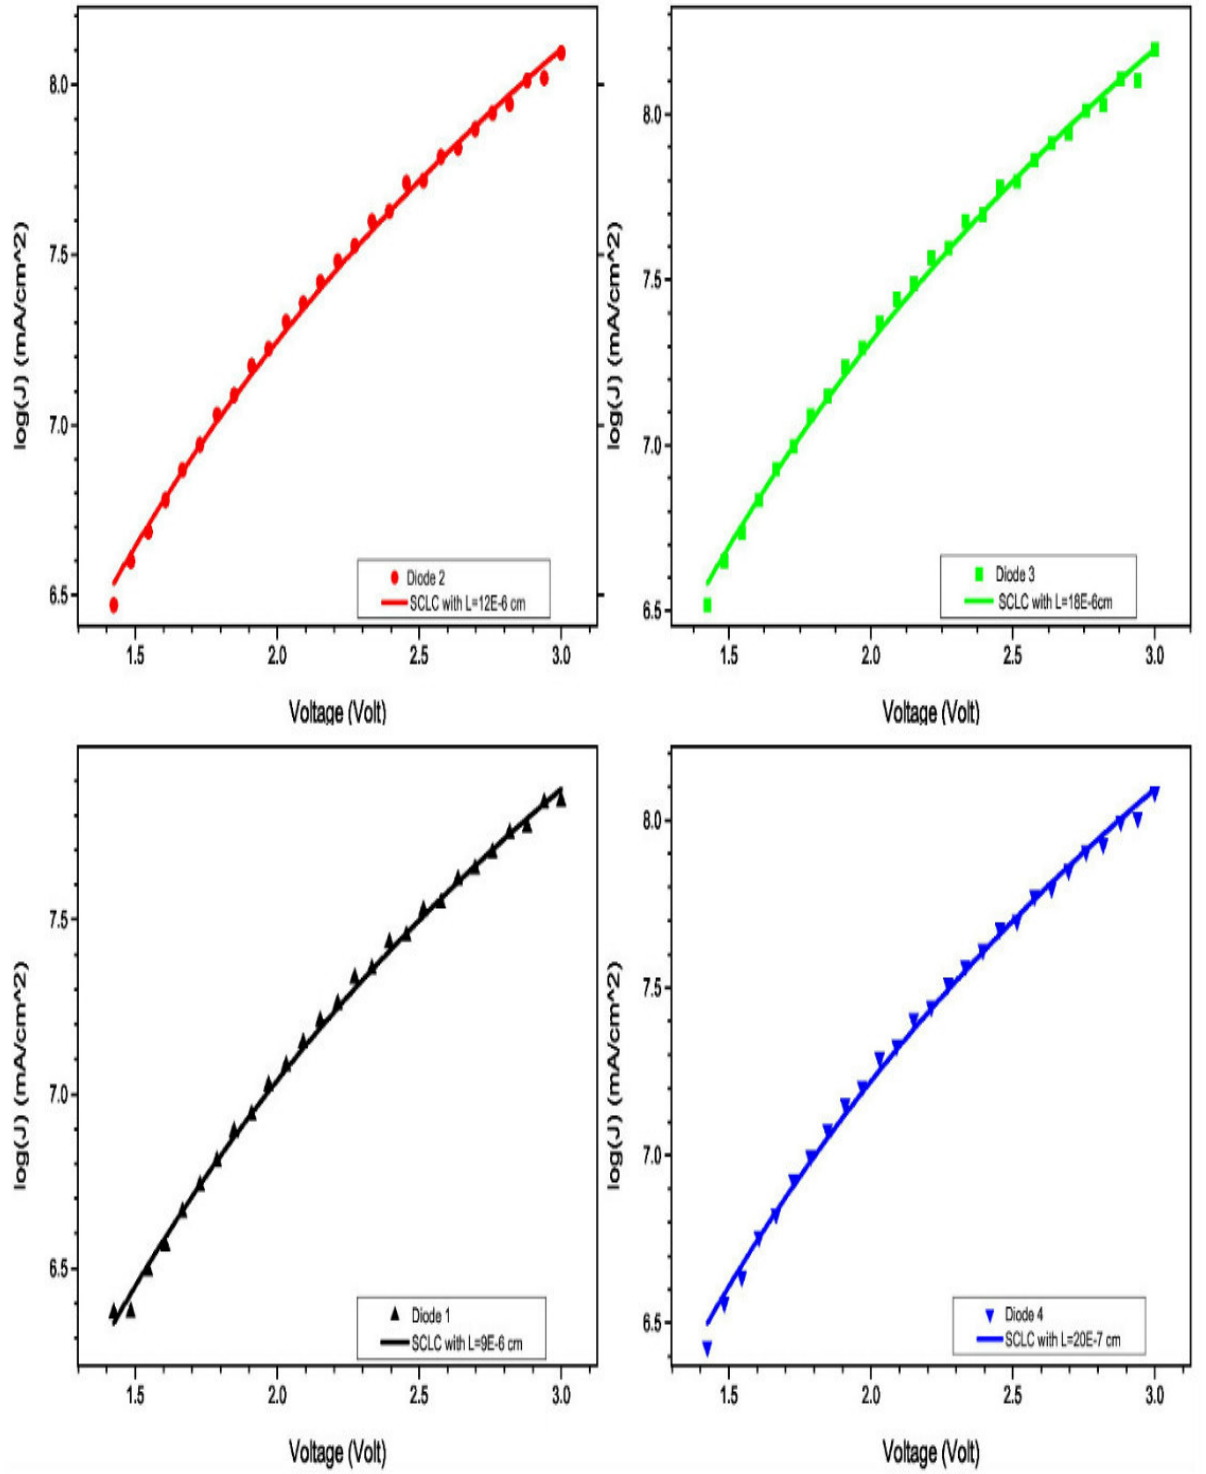 log(J) (mA/cm^2)
8.0
7.5
7.0
6.5
Diode 2
SCLC with L=12E-6 cm
1.5 2.0 2.5 3.0
Voltage (Volt)
log(J) (mA/cm^2)
8.0
7.5
7.0
6.5
Diode 3
SCLC with L=18E-6cm
1.5 2.0 2.5 3.0
Voltage (Volt)
log(J) (mA/cm^2)
7.5
7.0
6.5
Diode 1
SCLC with L=9E-6 cm
1.5 2.0 2.5 3.0
Voltage (Volt)
log(J) (mA/cm^2)
8.0
7.5
7.0
6.5
Diode 4
SCLC with L=20E-7 cm
1.5 2.0 2.5 3.0
Voltage (Volt)